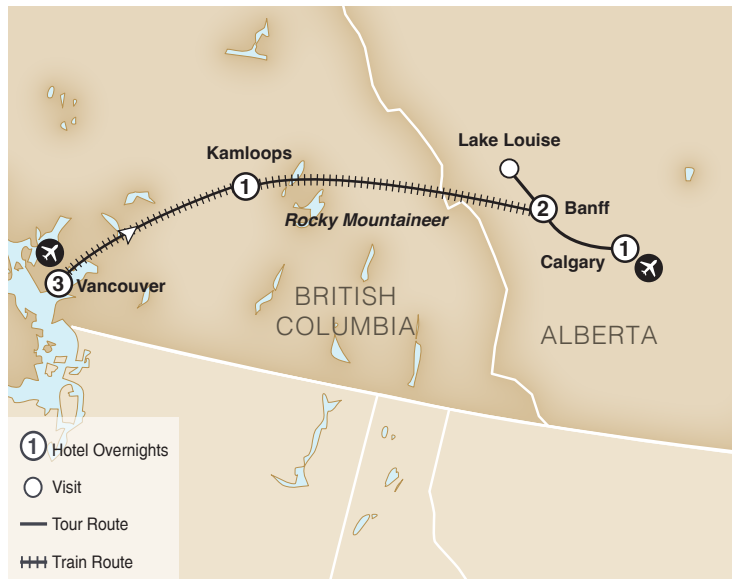 Lake Louise
Kamloops
1
2
Banff
Rocky Mountaineer
1
Calgary
3
Vancouver
BRITISH
COLUMBIA
ALBERTA
1 Hotel Overnights
Visit
Tour Route
Train Route